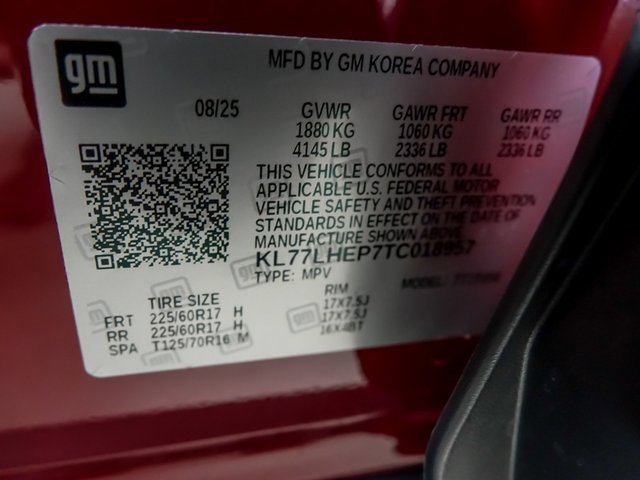 gm
MFD BY GM KOREA COMPANY
08/25 GVWR GAWR FRT GAWR RR
1880 KG 1060 KG 1060 KG
4145 LB 2336 LB 2336 LB
THIS VEHICLE CONFORMS TO ALL
APPLICABLE U.S. FEDERAL MOTOR
VEHICLE SAFETY AND THEFT PREVENTION
STANDARDS IN EFFECT ON THE DATE OF
MANUFACTURE SHOWN ABOVE
KL77LHEP7TC018957
TYPE: MPV MODEL:
TIRE SIZE RIM
FRT 225/60R17 H 17X7.5J
RR 225/60R17 H 17X7.5J
SPA T125/70R16 M 16X4BT